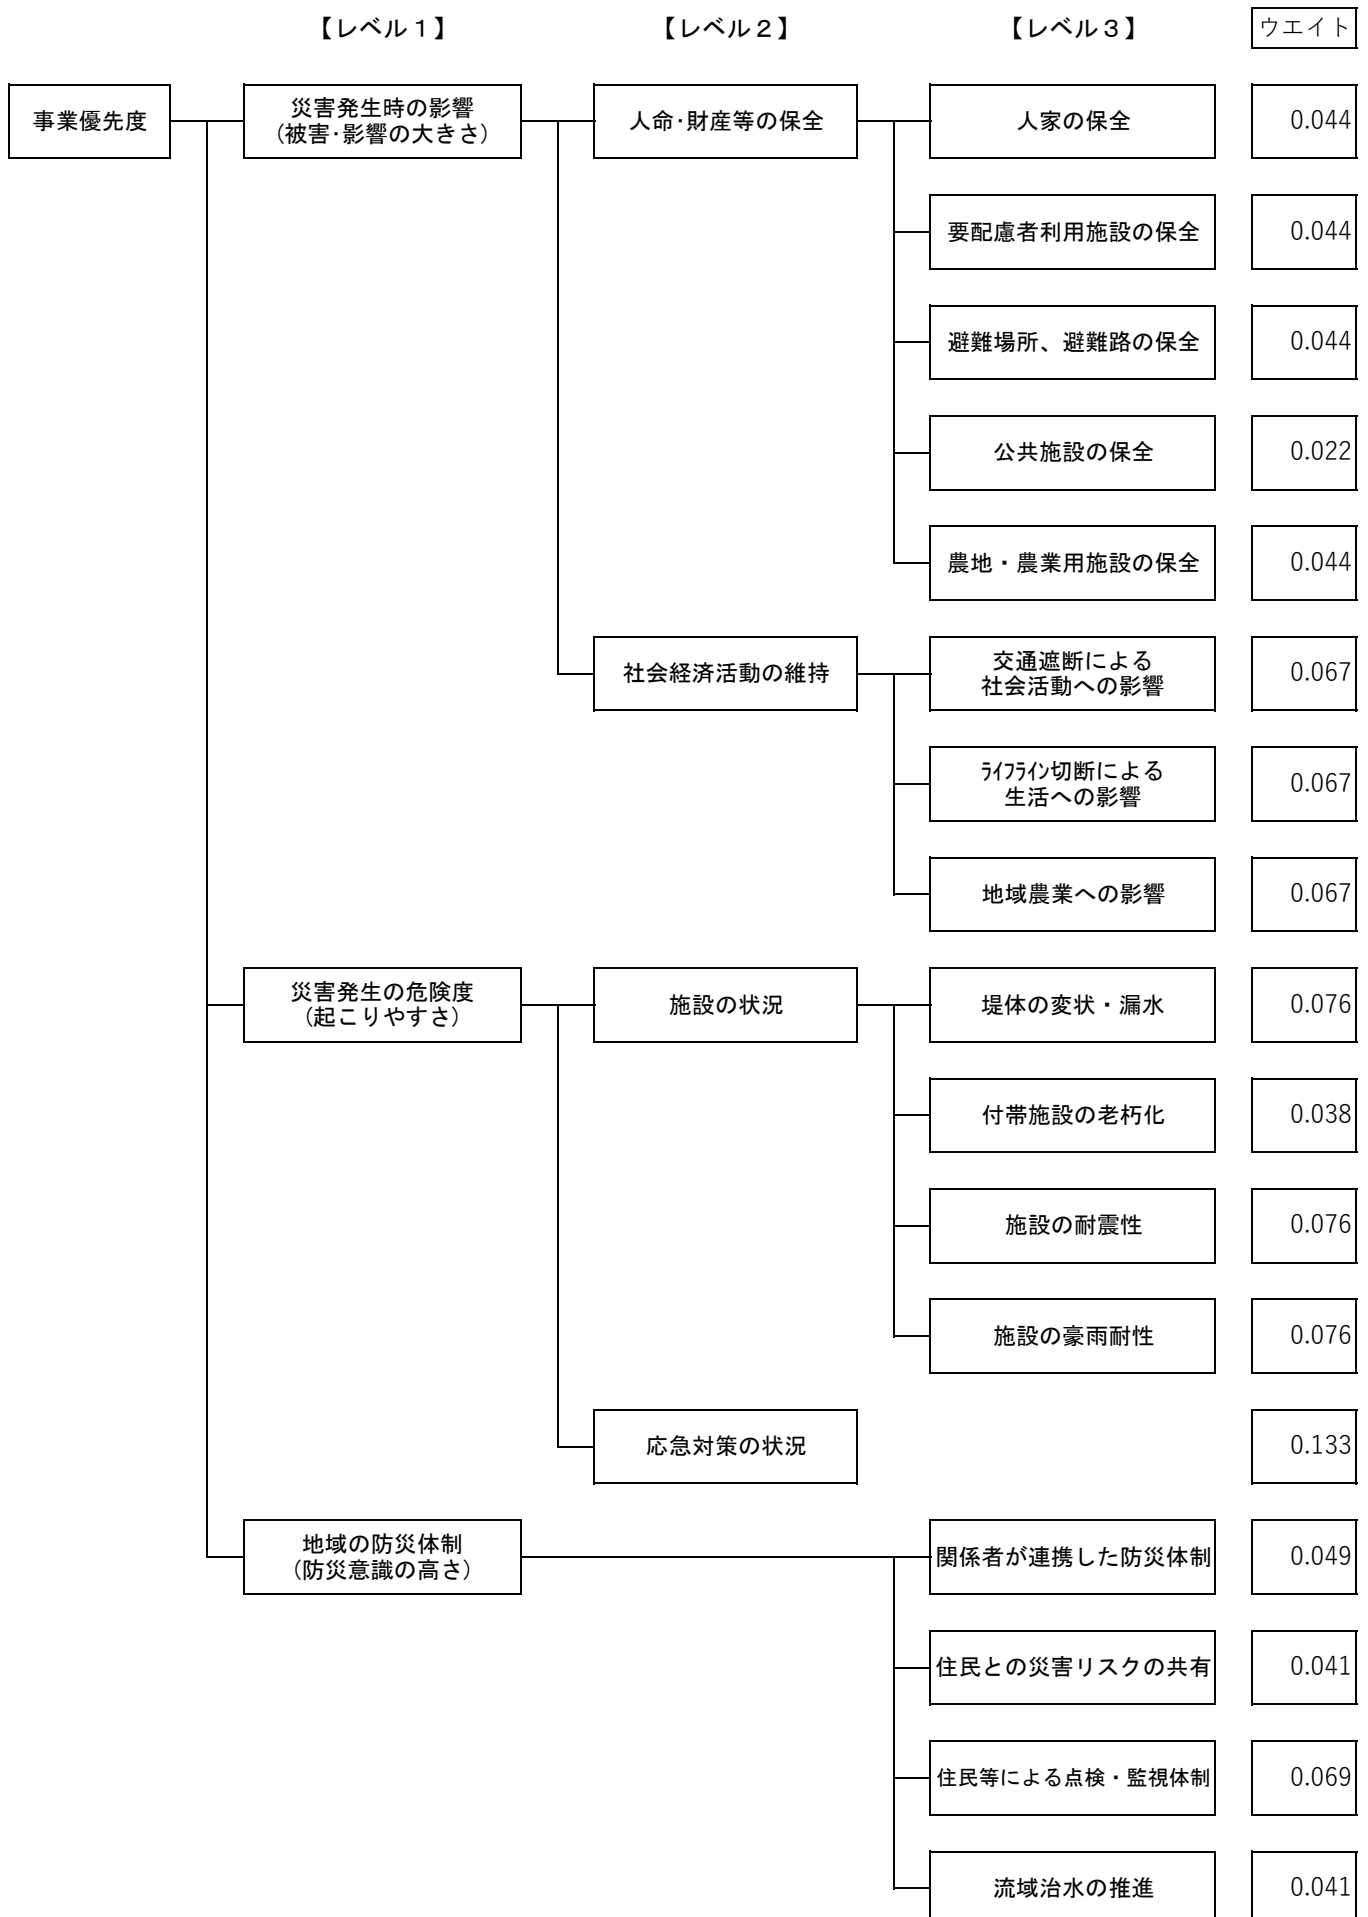 【レベル１】 【レベル２】 【レベル３】 ウエイト
事業優先度
災害発生時の影響
(被害･影響の大きさ)
人命･財産等の保全
人家の保全
0.044
要配慮者利用施設の保全
0.044
避難場所、避難路の保全
0.044
公共施設の保全
0.022
農地・農業用施設の保全
0.044
社会経済活動の維持
交通遮断による
社会活動への影響
0.067
ﾗｲﾌﾗｲﾝ切断による
生活への影響
0.067
地域農業への影響
0.067
災害発生の危険度
(起こりやすさ)
施設の状況
堤体の変状・漏水
0.076
付帯施設の老朽化
0.038
施設の耐震性
0.076
施設の豪雨耐性
0.076
応急対策の状況
0.133
地域の防災体制
(防災意識の高さ)
関係者が連携した防災体制
0.049
住民との災害リスクの共有
0.041
住民等による点検・監視体制
0.069
流域治水の推進
0.041